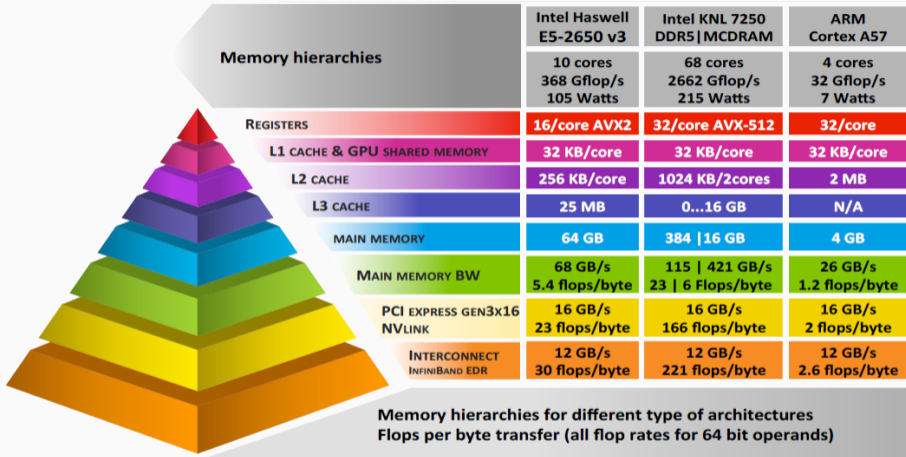 Memory hierarchies
Intel Haswell
E5-2650 v3
Intel KNL 7250
DDR5|MCDRAM
ARM
Cortex A57
10 cores
368 Gflop/s
105 Watts
68 cores
2662 Gflop/s
215 Watts
4 cores
32 Gflop/s
7 Watts
REGISTERS
16/core AVX2
32/core AVX-512
32/core
L1 CACHE & GPU SHARED MEMORY
32 KB/core
32 KB/core
32 KB/core
L2 CACHE
256 KB/core
1024 KB/2cores
2 MB
L3 CACHE
25 MB
0...16 GB
N/A
MAIN MEMORY
64 GB
384 |16 GB
4 GB
MAIN MEMORY BW
68 GB/s
5.4 flops/byte
115 | 421 GB/s
23 | 6 Flops/byte
26 GB/s
1.2 flops/byte
PCI EXPRESS GEN3X16
NVLINK
16 GB/s
23 flops/byte
16 GB/s
166 flops/byte
16 GB/s
2 flops/byte
INTERCONNECT
INFINIBAND EDR
12 GB/s
30 flops/byte
12 GB/s
221 flops/byte
12 GB/s
2.6 flops/byte
Memory hierarchies for different type of architectures
Flops per byte transfer (all flop rates for 64 bit operands)